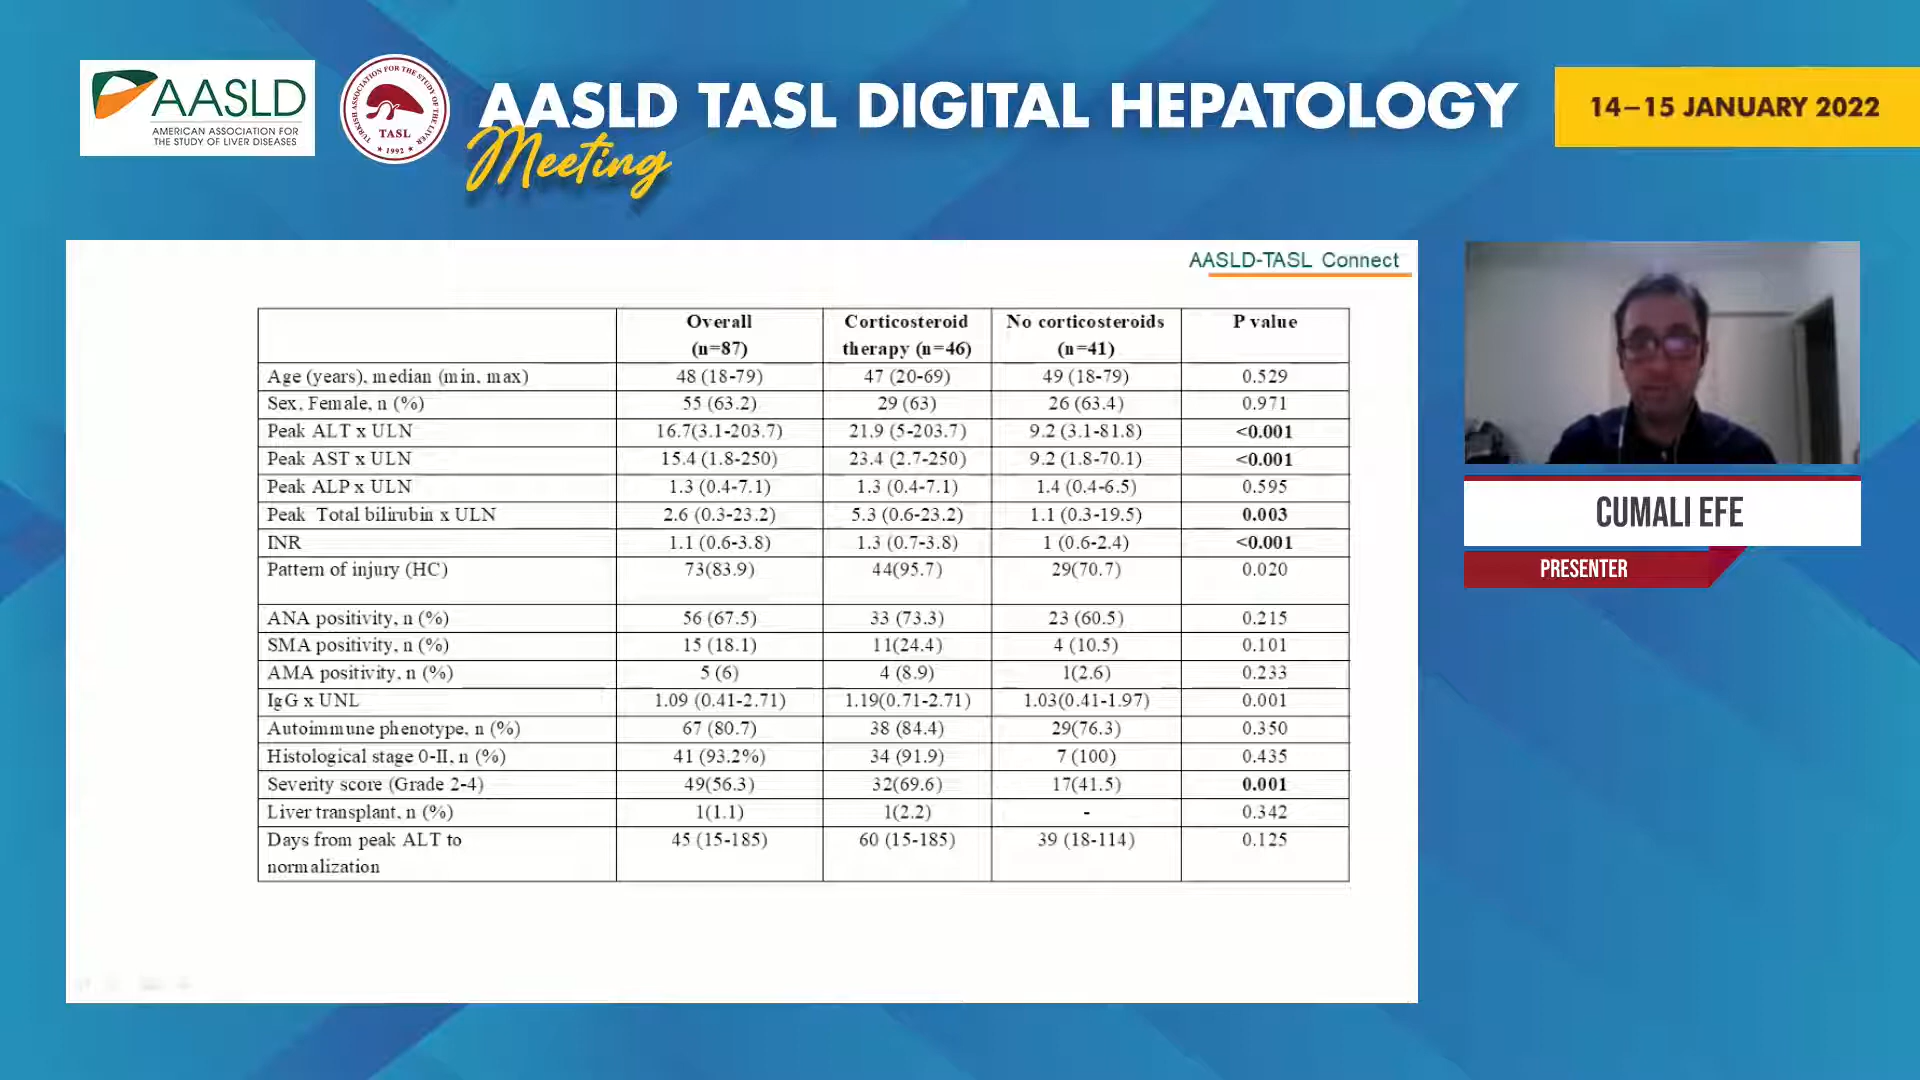 AASLD
AMERICAN ASSOCIATION FOR
THE STUDY OF LIVER DISEASES
TURKISH ASSOCIATION FOR THE STUDY OF THE LIVER
TASL
1992
AASLD TASL DIGITAL HEPATOLOGY
Meeting
14–15 JANUARY 2022
AASLD-TASL Connect
Overall (n=87) Corticosteroid therapy (n=46) No corticosteroids (n=41) P value
Age (years), median (min, max) 48 (18-79) 47 (20-69) 49 (18-79) 0.529
Sex, Female, n (%) 55 (63.2) 29 (63) 26 (63.4) 0.971
Peak ALT x ULN 16.7(3.1-203.7) 21.9 (5-203.7) 9.2 (3.1-81.8) <0.001
Peak AST x ULN 15.4 (1.8-250) 23.4 (2.7-250) 9.2 (1.8-70.1) <0.001
Peak ALP x ULN 1.3 (0.4-7.1) 1.3 (0.4-7.1) 1.4 (0.4-6.5) 0.595
Peak Total bilirubin x ULN 2.6 (0.3-23.2) 5.3 (0.6-23.2) 1.1 (0.3-19.5) 0.003
INR 1.1 (0.6-3.8) 1.3 (0.7-3.8) 1 (0.6-2.4) <0.001
Pattern of injury (HC) 73(83.9) 44(95.7) 29(70.7) 0.020
ANA positivity, n (%) 56 (67.5) 33 (73.3) 23 (60.5) 0.215
SMA positivity, n (%) 15 (18.1) 11(24.4) 4 (10.5) 0.101
AMA positivity, n (%) 5 (6) 4 (8.9) 1(2.6) 0.233
IgG x UNL 1.09 (0.41-2.71) 1.19(0.71-2.71) 1.03(0.41-1.97) 0.001
Autoimmune phenotype, n (%) 67 (80.7) 38 (84.4) 29(76.3) 0.350
Histological stage 0-II, n (%) 41 (93.2%) 34 (91.9) 7 (100) 0.435
Severity score (Grade 2-4) 49(56.3) 32(69.6) 17(41.5) 0.001
Liver transplant, n (%) 1(1.1) 1(2.2) - 0.342
Days from peak ALT to normalization 45 (15-185) 60 (15-185) 39 (18-114) 0.125
CUMALI EFE
PRESENTER